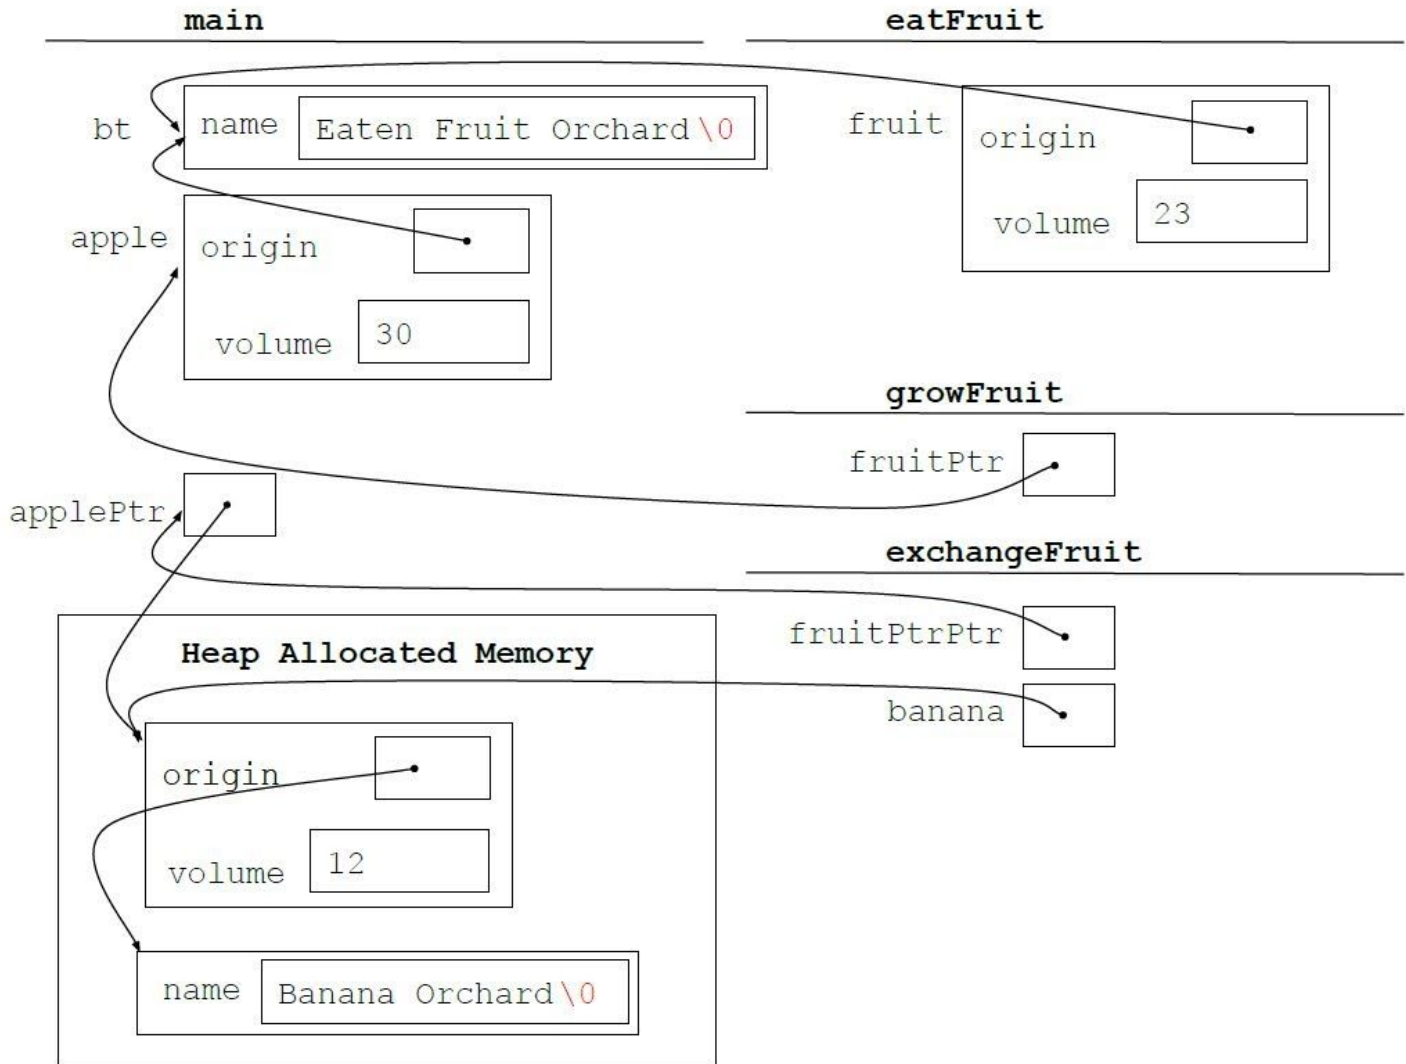 main
bt
name
Eaten Fruit Orchard\0
apple
origin
volume
30
applePtr
eatFruit
fruit
origin
volume
23
growFruit
fruitPtr
exchangeFruit
fruitPtrPtr
banana
Heap Allocated Memory
origin
volume
12
name
Banana Orchard\0